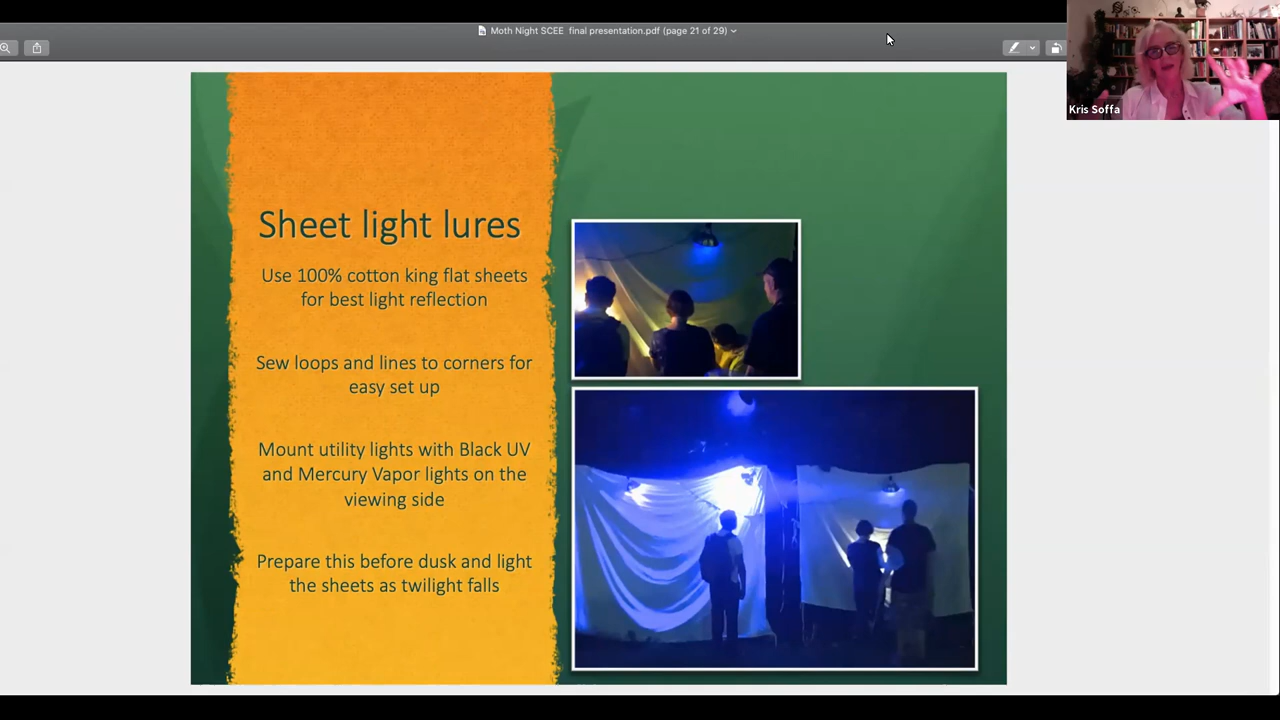 Moth Night SCEE final presentation.pdf (page 21 of 29)
Kris Soffa
Sheet light lures
Use 100% cotton king flat sheets
for best light reflection
Sew loops and lines to corners for
easy set up
Mount utility lights with Black UV
and Mercury Vapor lights on the
viewing side
Prepare this before dusk and light
the sheets as twilight falls